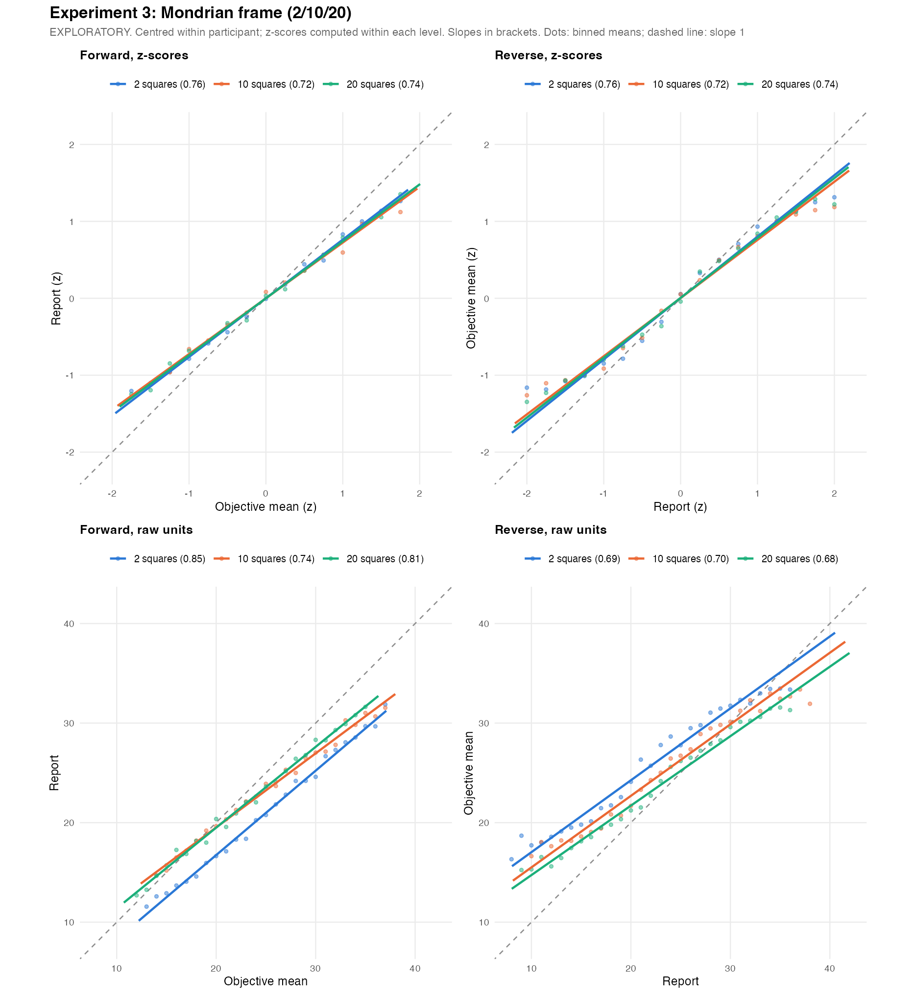 Experiment 3: Mondrian frame (2/10/20)
EXPLORATORY. Centred within participant; z-scores computed within each level. Slopes in brackets. Dots: binned means; dashed line: slope 1
Forward, z-scores
2 squares (0.76) 10 squares (0.72) 20 squares (0.74)
Report (z)
2
1
0
-1
-2
-2 -1 0 1 2
Objective mean (z)
Reverse, z-scores
2 squares (0.76) 10 squares (0.72) 20 squares (0.74)
Objective mean (z)
2
1
0
-1
-2
-2 -1 0 1 2
Report (z)
Forward, raw units
2 squares (0.85) 10 squares (0.74) 20 squares (0.81)
Report
40
30
20
10
10 20 30 40
Objective mean
Reverse, raw units
2 squares (0.69) 10 squares (0.70) 20 squares (0.68)
Objective mean
40
30
20
10
10 20 30 40
Report